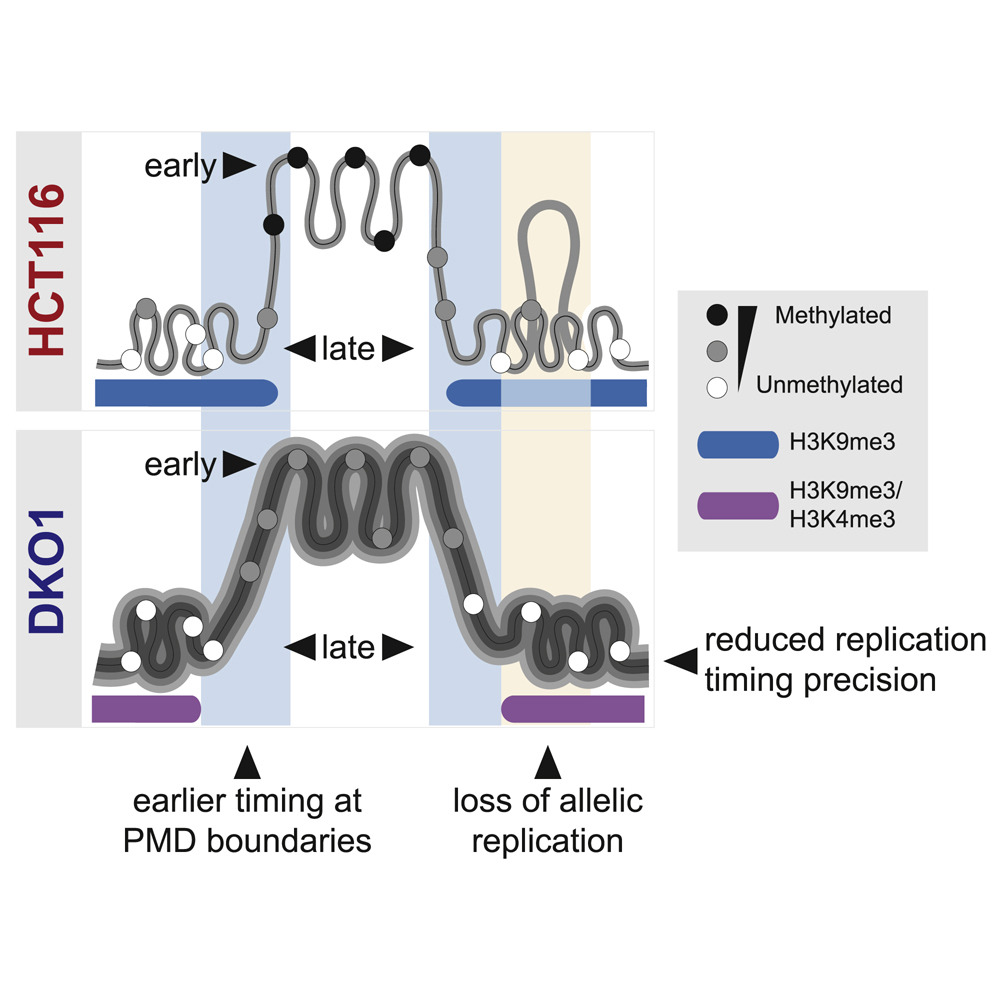 HCT116
early
late
DKO1
early
late
Methylated
Unmethylated
H3K9me3
H3K9me3/
H3K4me3
reduced replication
timing precision
earlier timing at
PMD boundaries
loss of allelic
replication